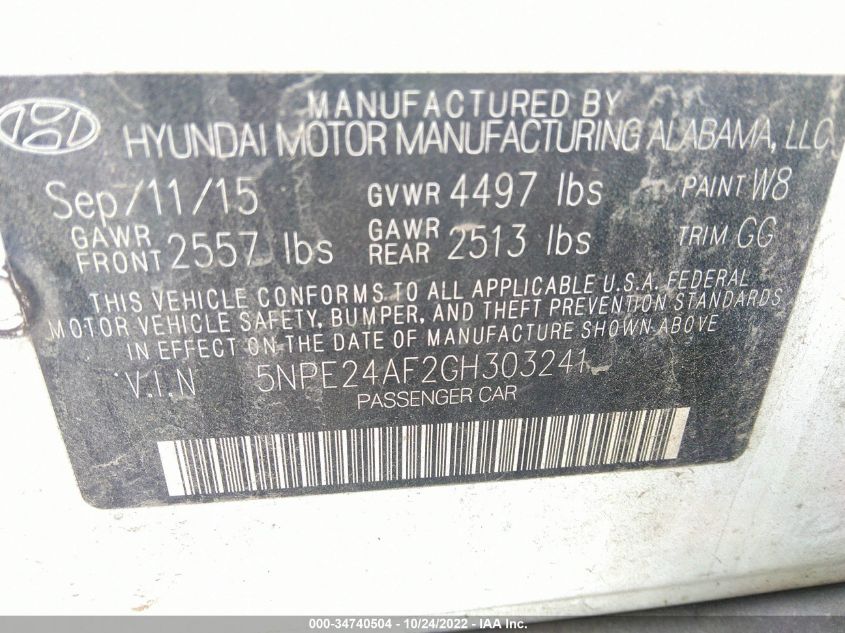 MANUFACTURED BY
HYUNDAI MOTOR MANUFACTURING ALABAMA, LLC
Sep/11/15 GVWR 4497 lbs PAINT W8
GAWR FRONT 2557 lbs GAWR REAR 2513 lbs TRIM GG
THIS VEHICLE CONFORMS TO ALL APPLICABLE U.S.A. FEDERAL
MOTOR VEHICLE SAFETY, BUMPER, AND THEFT PREVENTION STANDARDS
IN EFFECT ON THE DATE OF MANUFACTURE SHOWN ABOVE
V.I.N 5NPE24AF2GH303241
PASSENGER CAR
000-34740504 - 10/24/2022 - IAA Inc.